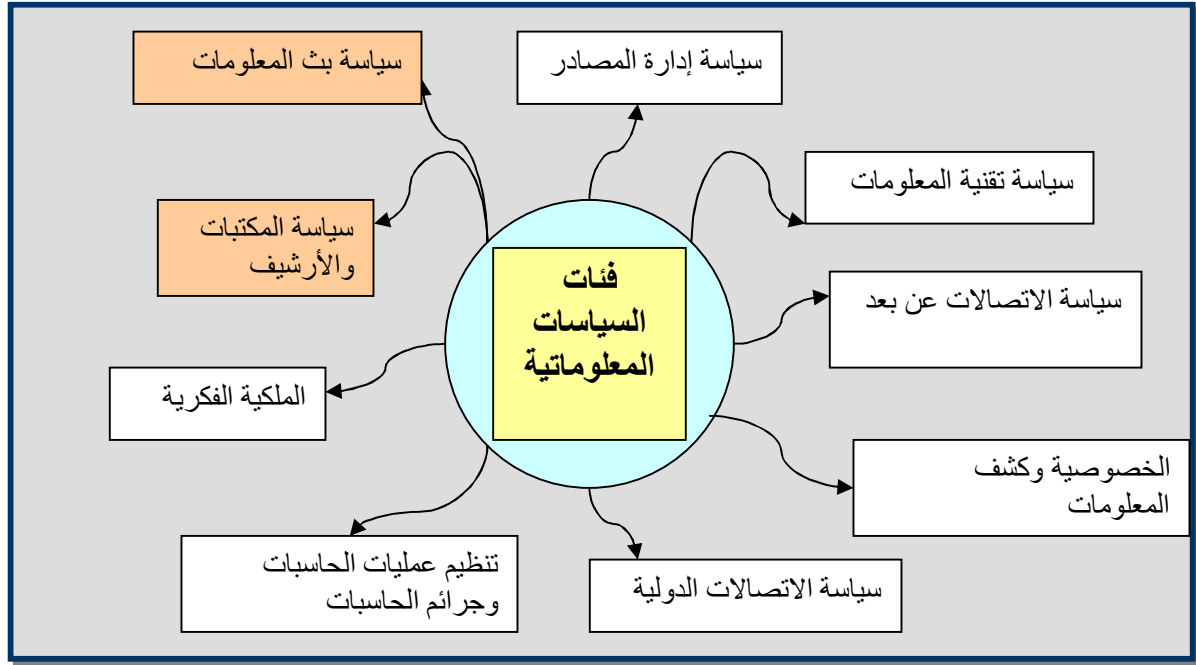 سياسة إدارة المصادر
سياسة بث المعلومات
سياسة تقنية المعلومات
سياسة المكتبات
والأرشيف
فئات
السياسات
المعلوماتية
سياسة الاتصالات عن بعد
الملكية الفكرية
الخصوصية وكشف
المعلومات
تنظيم عمليات الحاسبات
وجرائم الحاسبات
سياسة الاتصالات الدولية